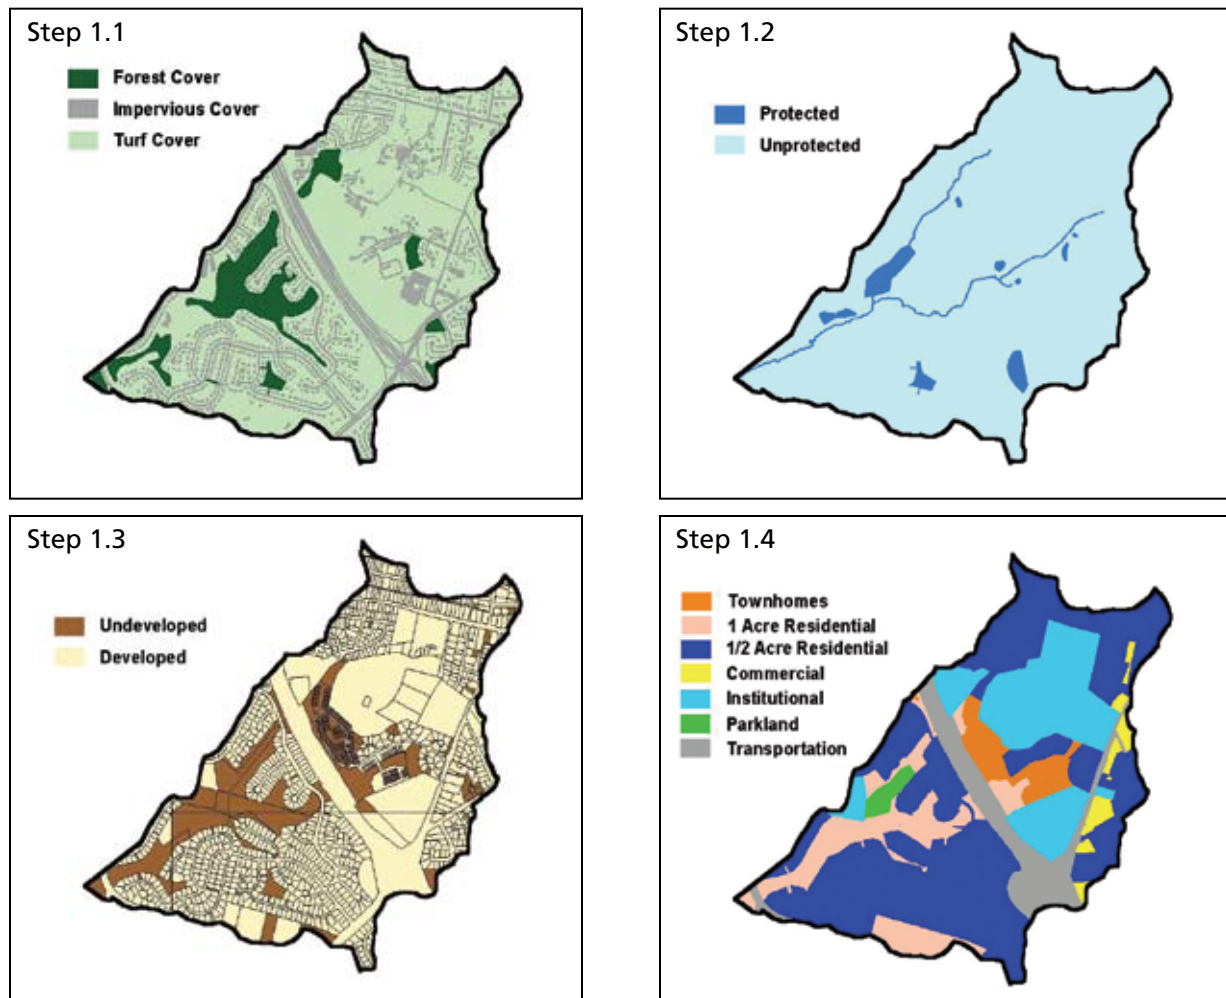 Step 1.1
Forest Cover
Impervious Cover
Turf Cover
Step 1.2
Protected
Unprotected
Step 1.3
Undeveloped
Developed
Step 1.4
Townhomes
1 Acre Residential
1/2 Acre Residential
Commercial
Institutional
Parkland
Transportation